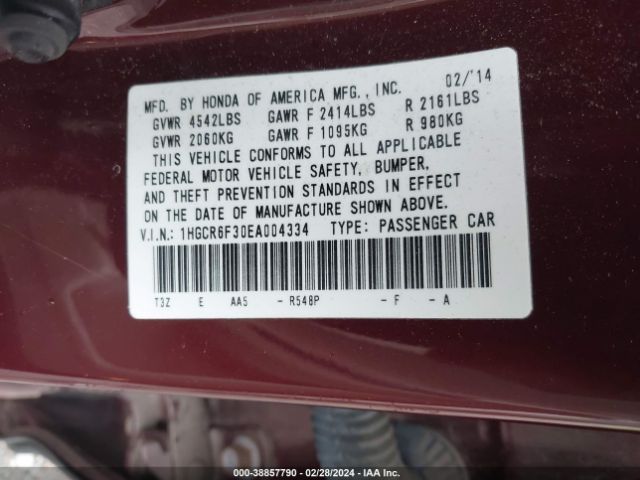 MFD. BY HONDA OF AMERICA MFG., INC. 02/'14
GVWR 4542LBS GAWR F 2414LBS R 2161LBS
GVWR 2060KG GAWR F 1095KG R 980KG
THIS VEHICLE CONFORMS TO ALL APPLICABLE
FEDERAL MOTOR VEHICLE SAFETY, BUMPER,
AND THEFT PREVENTION STANDARDS IN EFFECT
ON THE DATE OF MANUFACTURE SHOWN ABOVE.
V.I.N.: 1HGCR6F30EA004334 TYPE: PASSENGER CAR
T3Z E AA5 - R548P - F - A
000-38857790 - 02/28/2024 - IAA Inc.